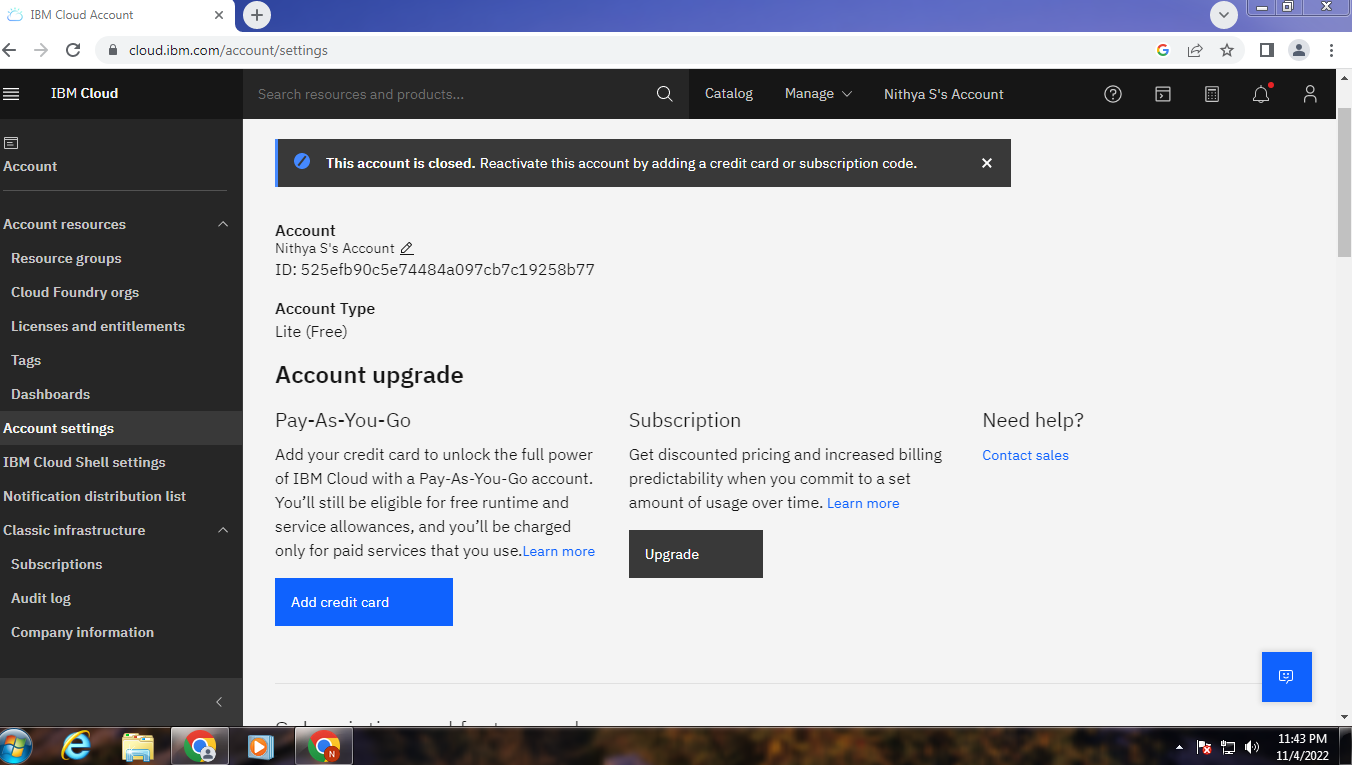 IBM Cloud Account
cloud.ibm.com/account/settings
IBM Cloud
Search resources and products...
Catalog
Manage
Nithya S's Account
Account
Account resources
Resource groups
Cloud Foundry orgs
Licenses and entitlements
Tags
Dashboards
Account settings
IBM Cloud Shell settings
Notification distribution list
Classic infrastructure
Subscriptions
Audit log
Company information
This account is closed. Reactivate this account by adding a credit card or subscription code.
Account
Nithya S's Account
ID: 525efb90c5e74484a097cb7c19258b77
Account Type
Lite (Free)
Account upgrade
Pay-As-You-Go
Add your credit card to unlock the full power
of IBM Cloud with a Pay-As-You-Go account.
You’ll still be eligible for free runtime and
service allowances, and you’ll be charged
only for paid services that you use.Learn more
Add credit card
Subscription
Get discounted pricing and increased billing
predictability when you commit to a set
amount of usage over time. Learn more
Upgrade
Need help?
Contact sales
N
11:43 PM
11/4/2022